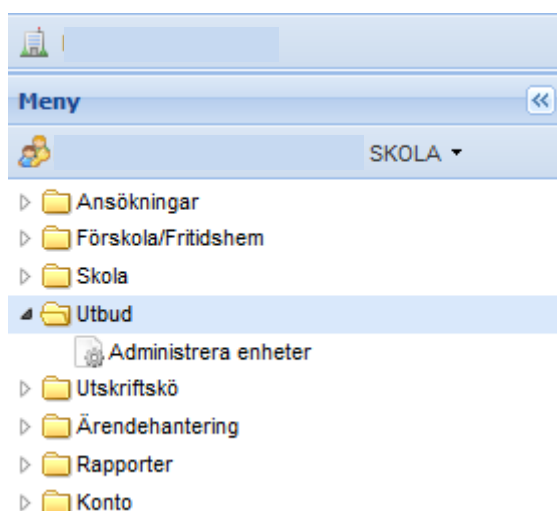 Meny
SKOLA
Ansökningar
Förskola/Fritidshem
Skola
Utbud
Administrera enheter
Utskriftskö
Ärendehantering
Rapporter
Konto